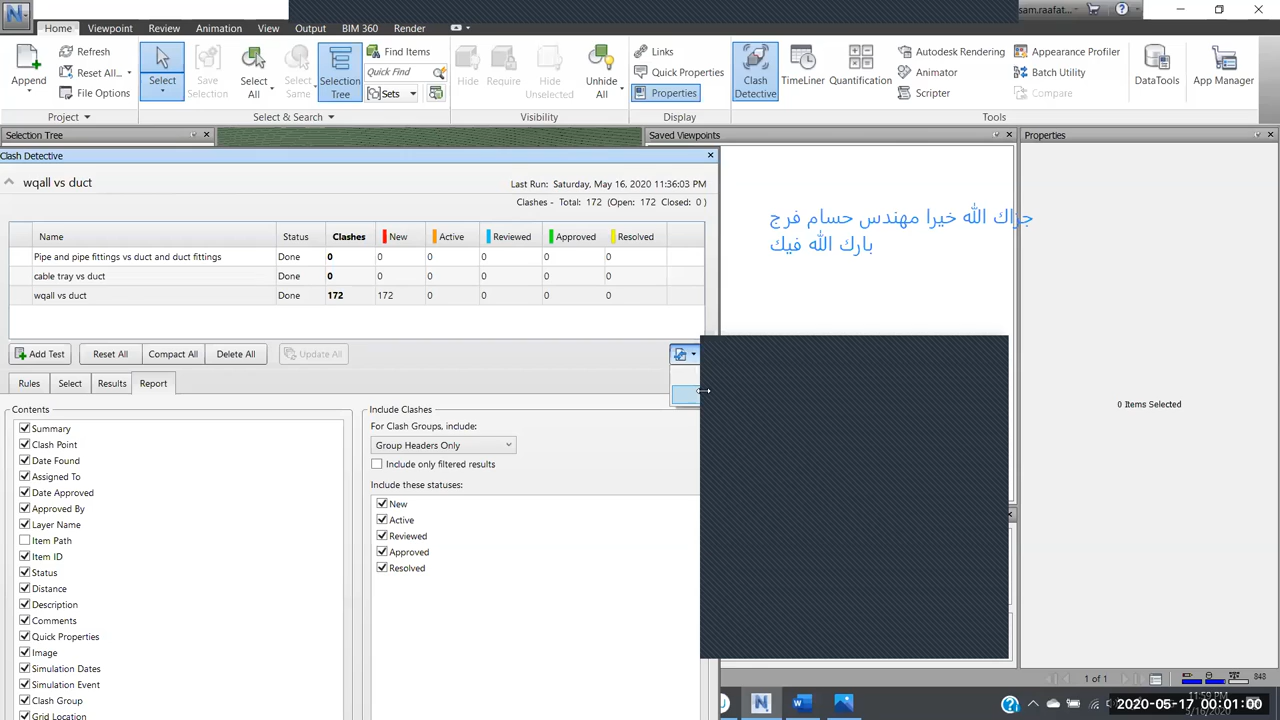 sam.raafat...
Home Viewpoint Review Animation View Output BIM 360 Render
Append
Refresh
Reset All...
File Options
Project
Select
Save Selection
Select All
Select Same
Selection Tree
Find Items
Quick Find
Sets
Select & Search
Hide
Require
Hide Unselected
Unhide All
Visibility
Links
Quick Properties
Properties
Display
Clash Detective
TimeLiner
Quantification
Autodesk Rendering
Animator
Scripter
Appearance Profiler
Batch Utility
Compare
DataTools
App Manager
Tools
Selection Tree
Saved Viewpoints
Properties
Clash Detective
wqall vs duct
Last Run: Saturday, May 16, 2020 11:36:03 PM
Clashes - Total: 172 (Open: 172 Closed: 0 )
Name Status Clashes New Active Reviewed Approved Resolved
Pipe and pipe fittings vs duct and duct fittings Done 0 0 0 0 0 0
cable tray vs duct Done 0 0 0 0 0 0
wqall vs duct Done 172 172 0 0 0 0
Add Test Reset All Compact All Delete All Update All
Rules Select Results Report
Contents
Summary
Clash Point
Date Found
Assigned To
Date Approved
Approved By
Layer Name
Item Path
Item ID
Status
Distance
Description
Comments
Quick Properties
Image
Simulation Dates
Simulation Event
Clash Group
Grid Location
Include Clashes
For Clash Groups, include:
Group Headers Only
Include only filtered results
Include these statuses:
New
Active
Reviewed
Approved
Resolved
جزاك الله خيرا مهندس حسام فرج
بارك الله فيك
0 Items Selected
1 of 1
848
11:59 PM
2020-05-17 00:01:00